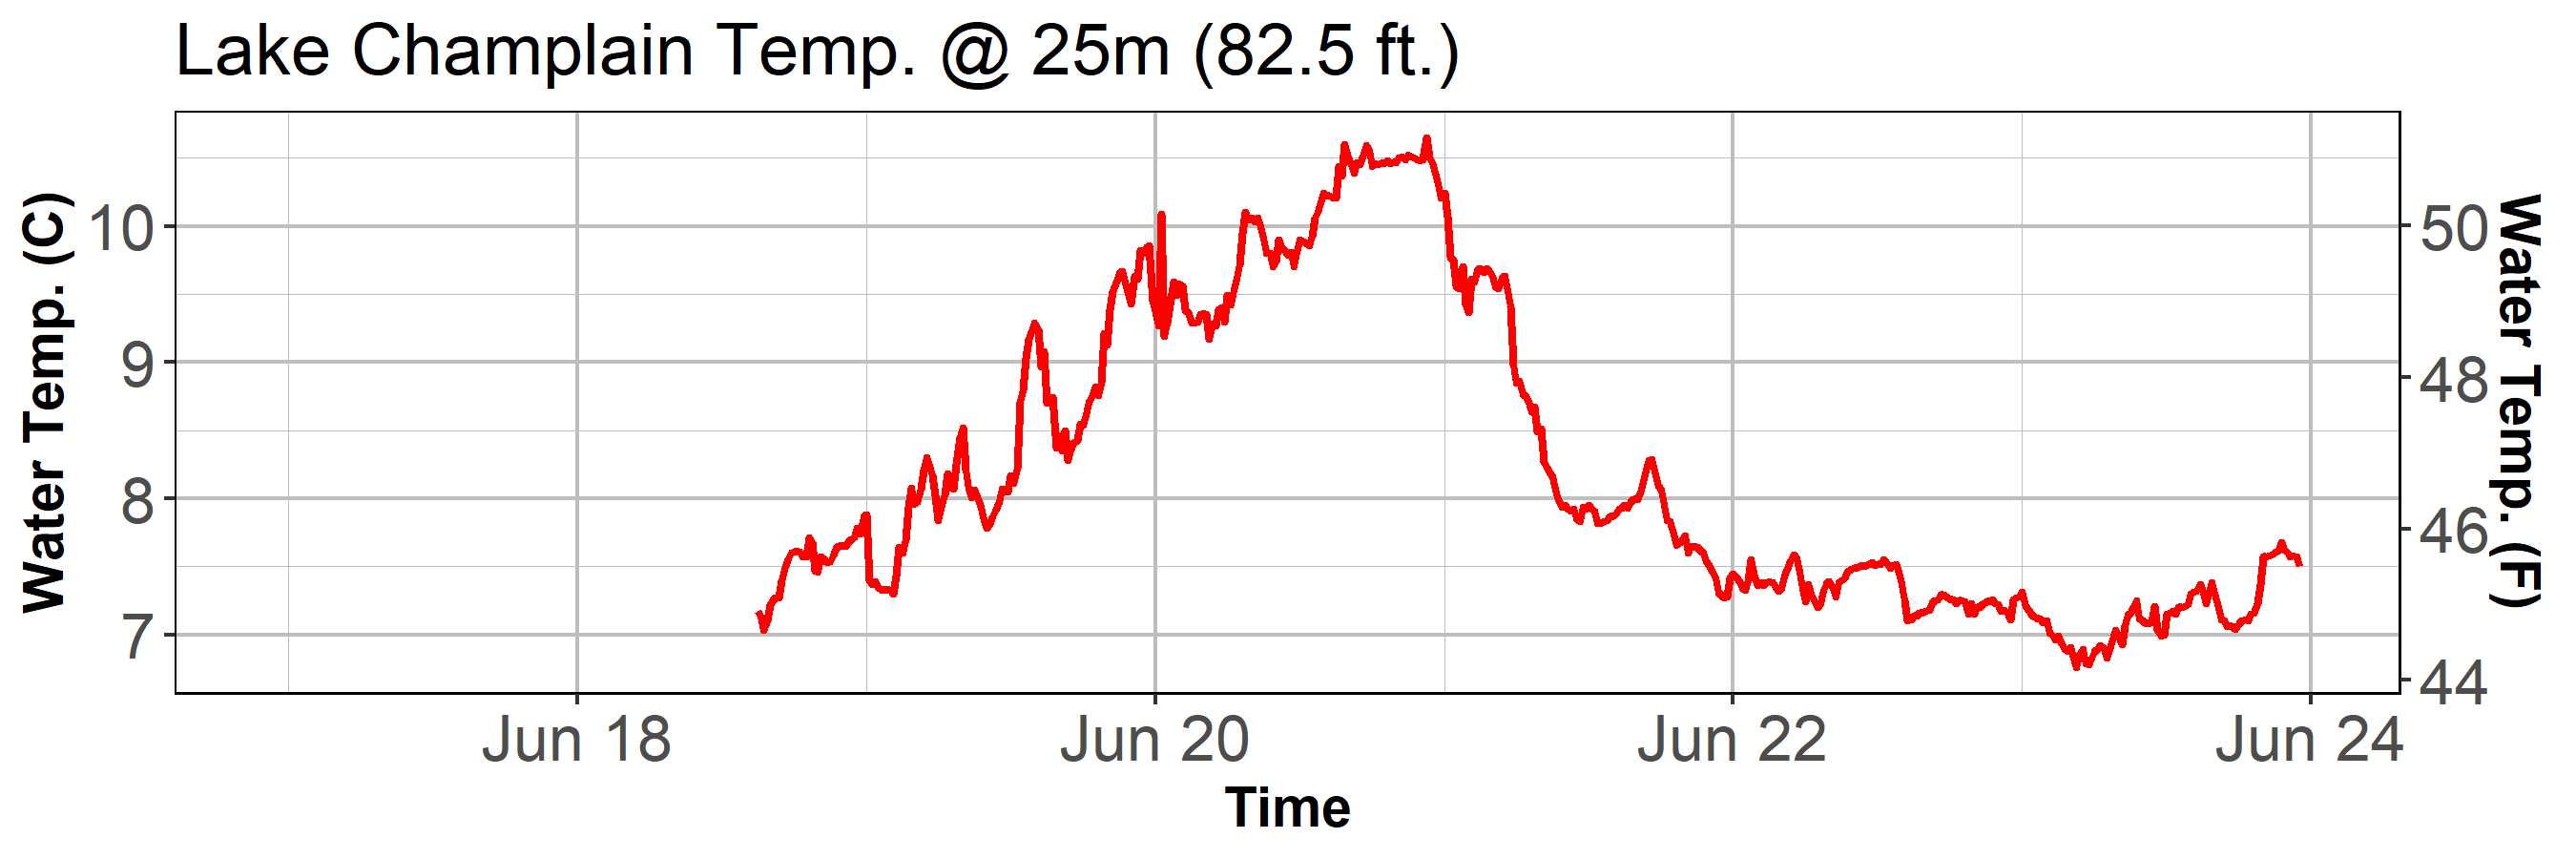 Lake Champlain Temp. @ 25m (82.5 ft.)
Water Temp. (C)
10
9
8
7
50
48
46
44
Water Temp. (F)
Jun 18 Jun 20 Jun 22 Jun 24
Time